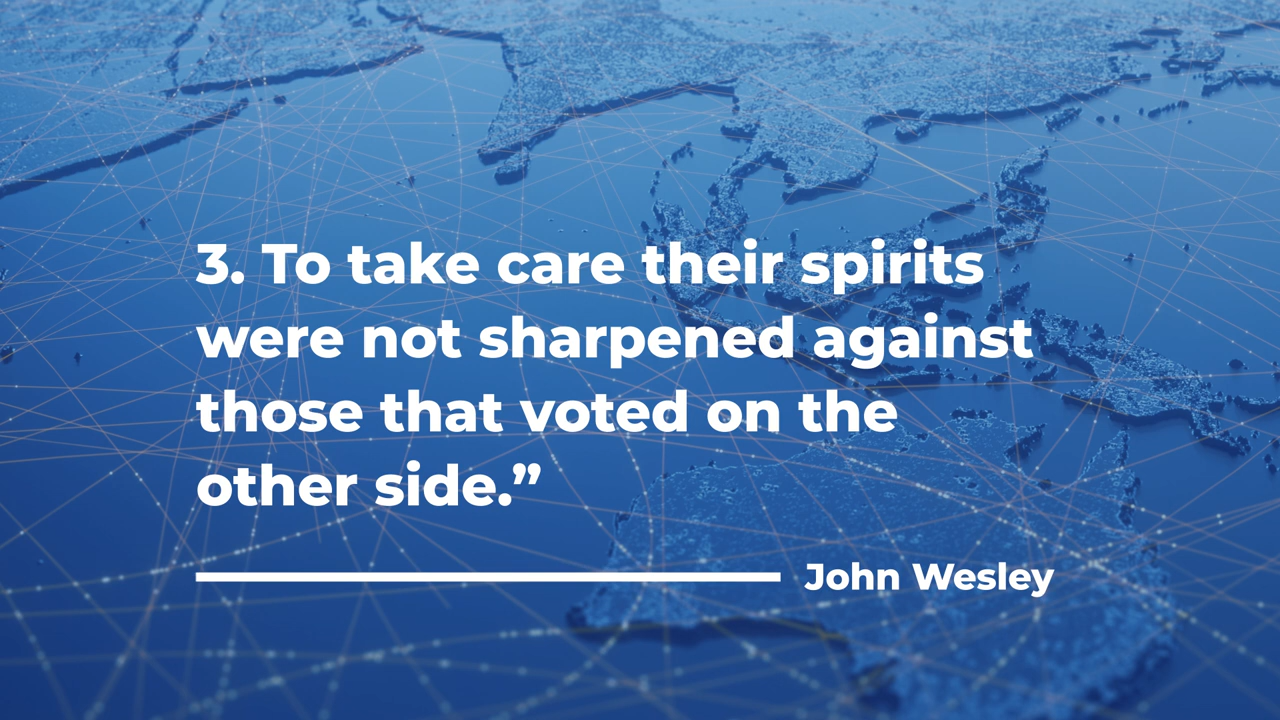 3. To take care their spirits
were not sharpened against
those that voted on the
other side.”
John Wesley